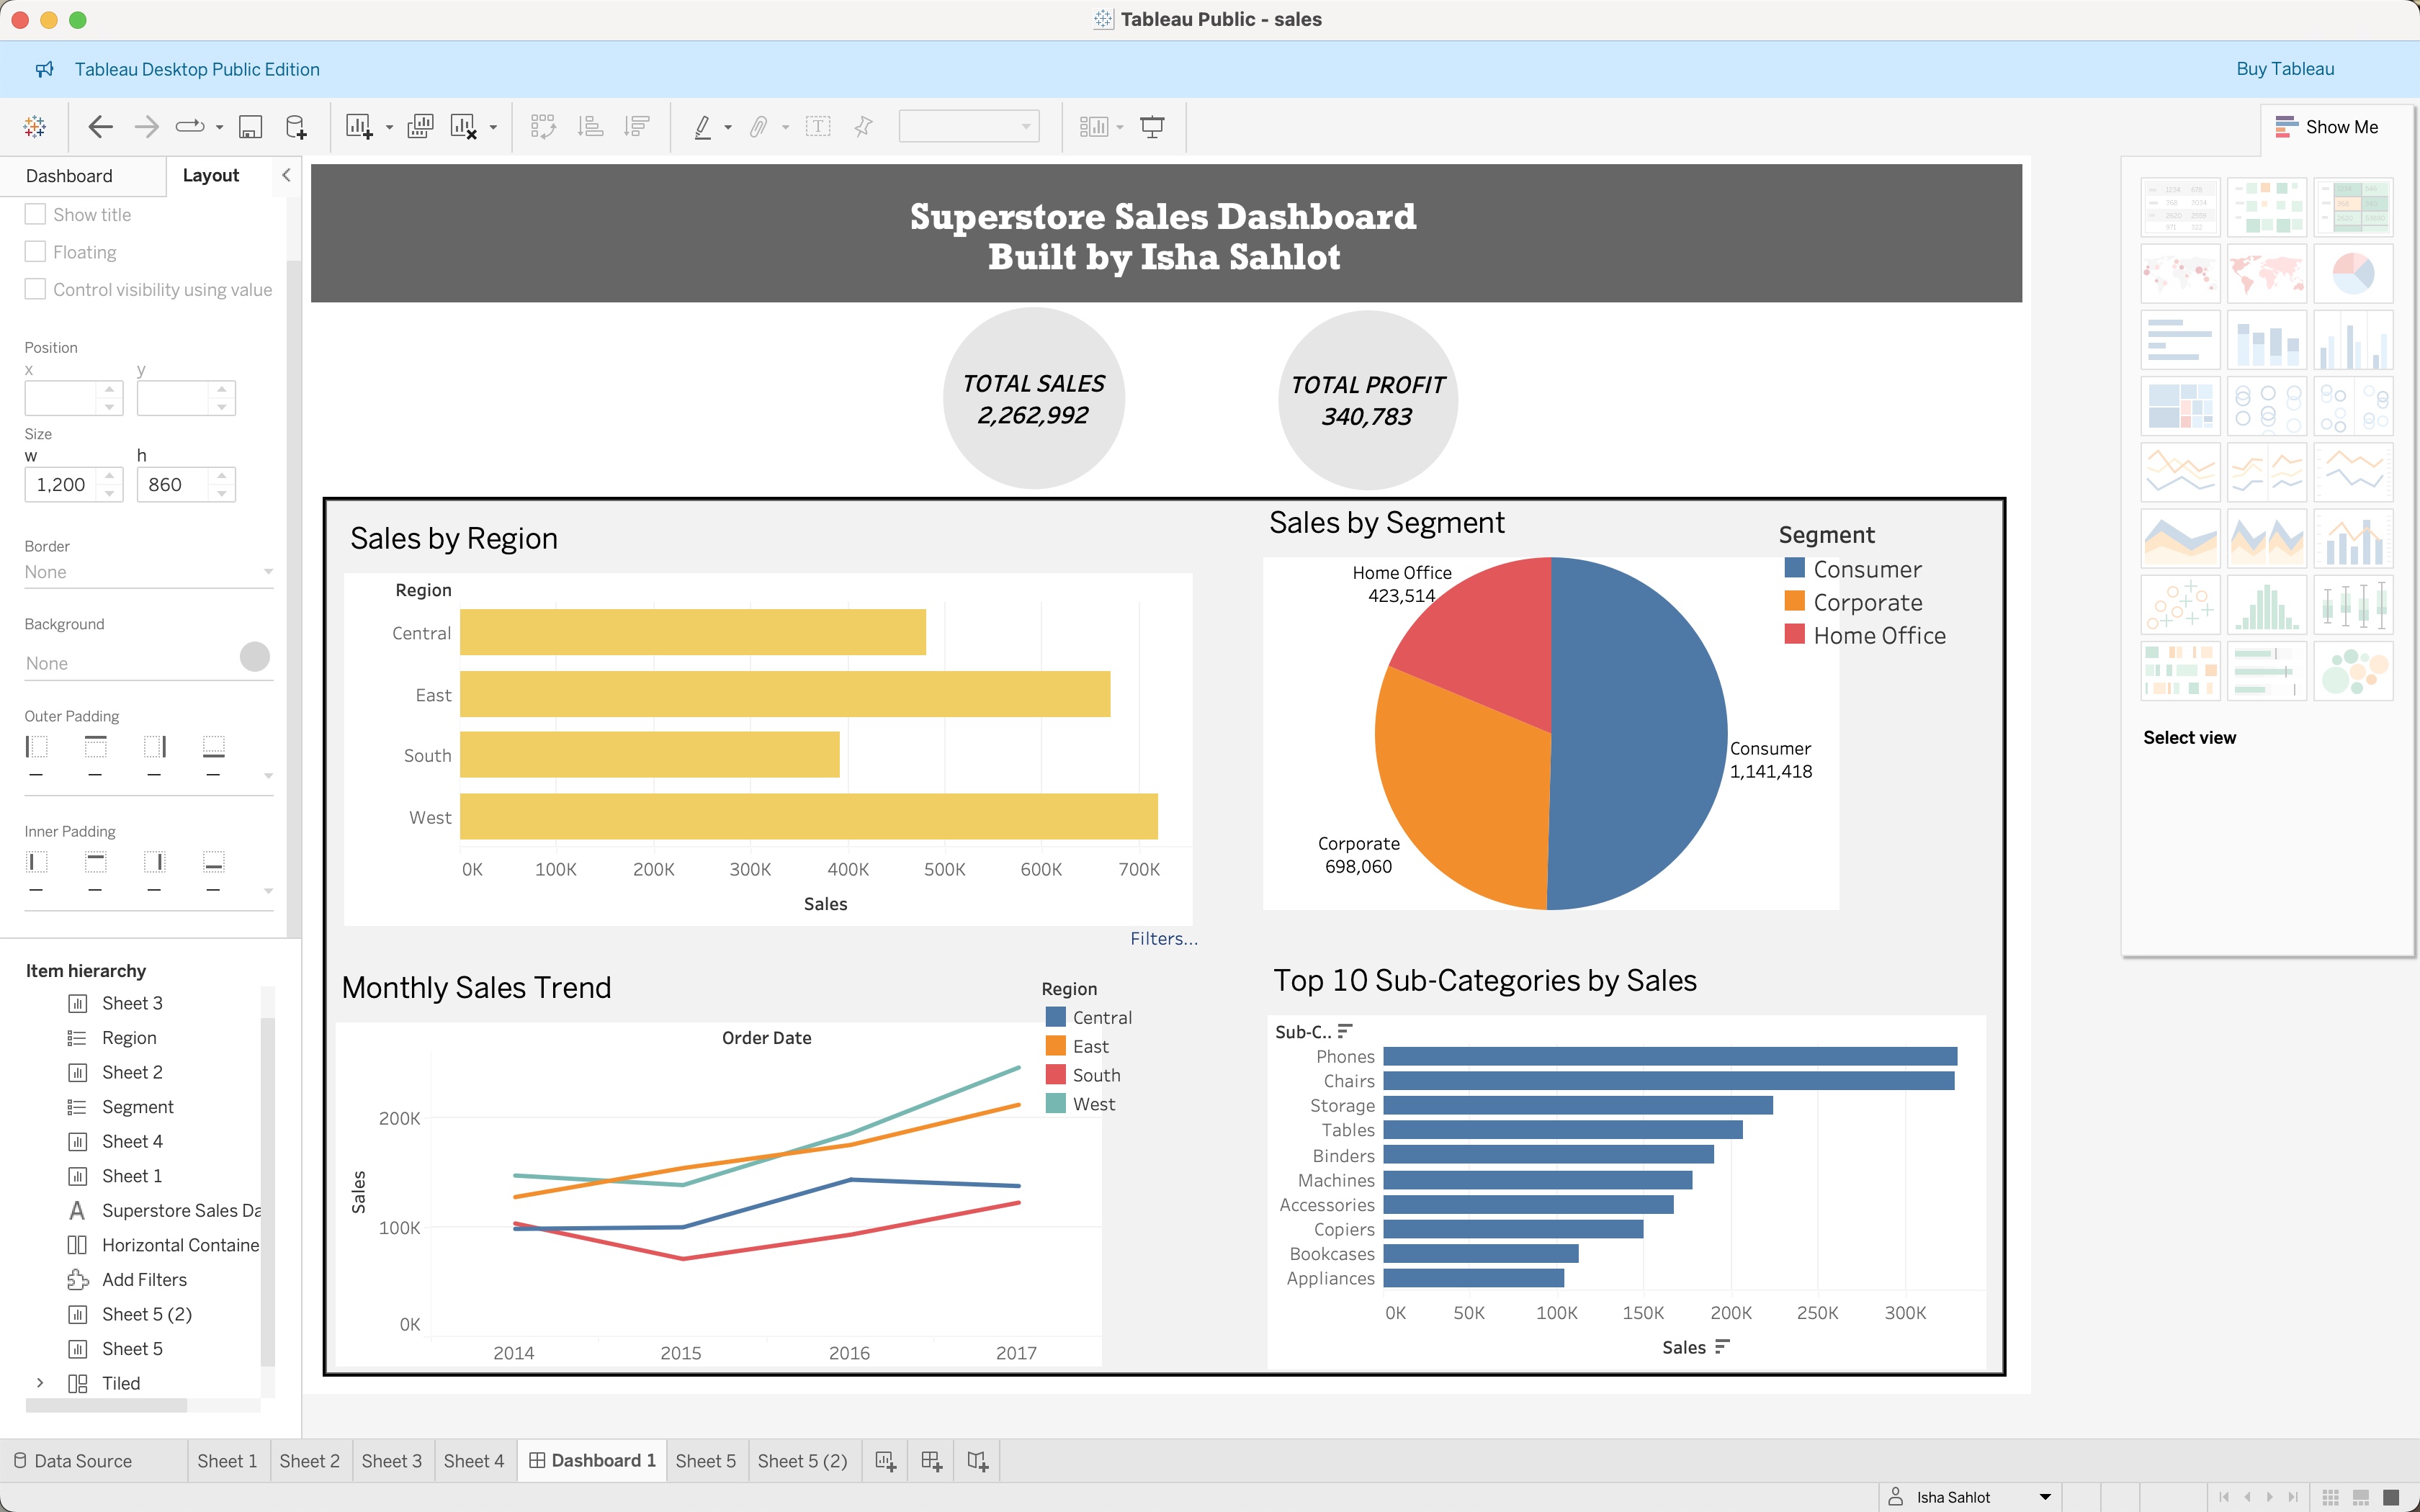 Tableau Public - sales
Tableau Desktop Public Edition
Buy Tableau
Show Me
Dashboard
Layout
Show title
Floating
Control visibility using value
Position
x y
Size
w h
1,200 860
Border
None
Background
None
Outer Padding
Inner Padding
Item hierarchy
Sheet 3
Region
Sheet 2
Segment
Sheet 4
Sheet 1
Superstore Sales Da
Horizontal Containe
Add Filters
Sheet 5 (2)
Sheet 5
Tiled
Superstore Sales Dashboard
Built by Isha Sahlot
TOTAL SALES
2,262,992
TOTAL PROFIT
340,783
Sales by Region
Region
Central
East
South
West
0K 100K 200K 300K 400K 500K 600K 700K
Sales
Filters...
Sales by Segment
Segment
Consumer
Corporate
Home Office
Home Office
423,514
Consumer
1,141,418
Corporate
698,060
Monthly Sales Trend
Region
Central
East
South
West
Order Date
Sales
200K
100K
0K
2014 2015 2016 2017
Top 10 Sub-Categories by Sales
Sub-C..
Phones
Chairs
Storage
Tables
Binders
Machines
Accessories
Copiers
Bookcases
Appliances
0K 50K 100K 150K 200K 250K 300K
Sales
Select view
Data Source
Sheet 1
Sheet 2
Sheet 3
Sheet 4
Dashboard 1
Sheet 5
Sheet 5 (2)
Isha Sahlot